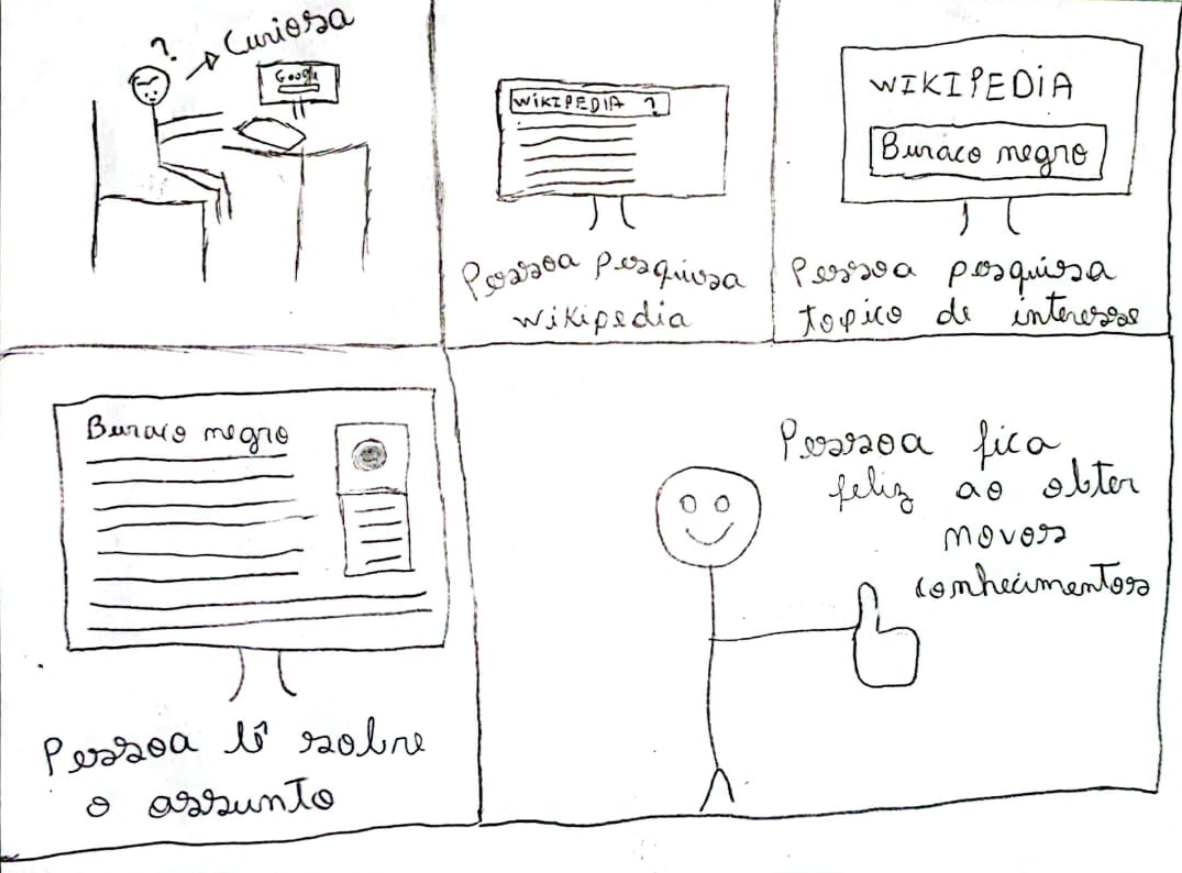 ?
Curiosa
Google
WIKIPEDIA ?
Pessoa pesquisa
wikipedia
WIKIPEDIA
Buraco negro
Pessoa pesquisa
topico de interesse
Buraco negro
Pessoa lê sobre
o assunto
Pessoa fica
feliz ao obter
novos
conhecimentos